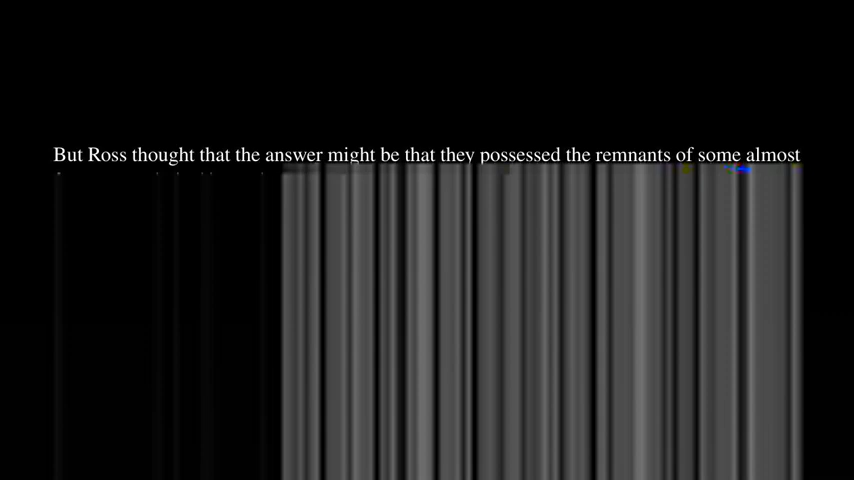 But Ross thought that the answer might be that they possessed the remnants of some almost